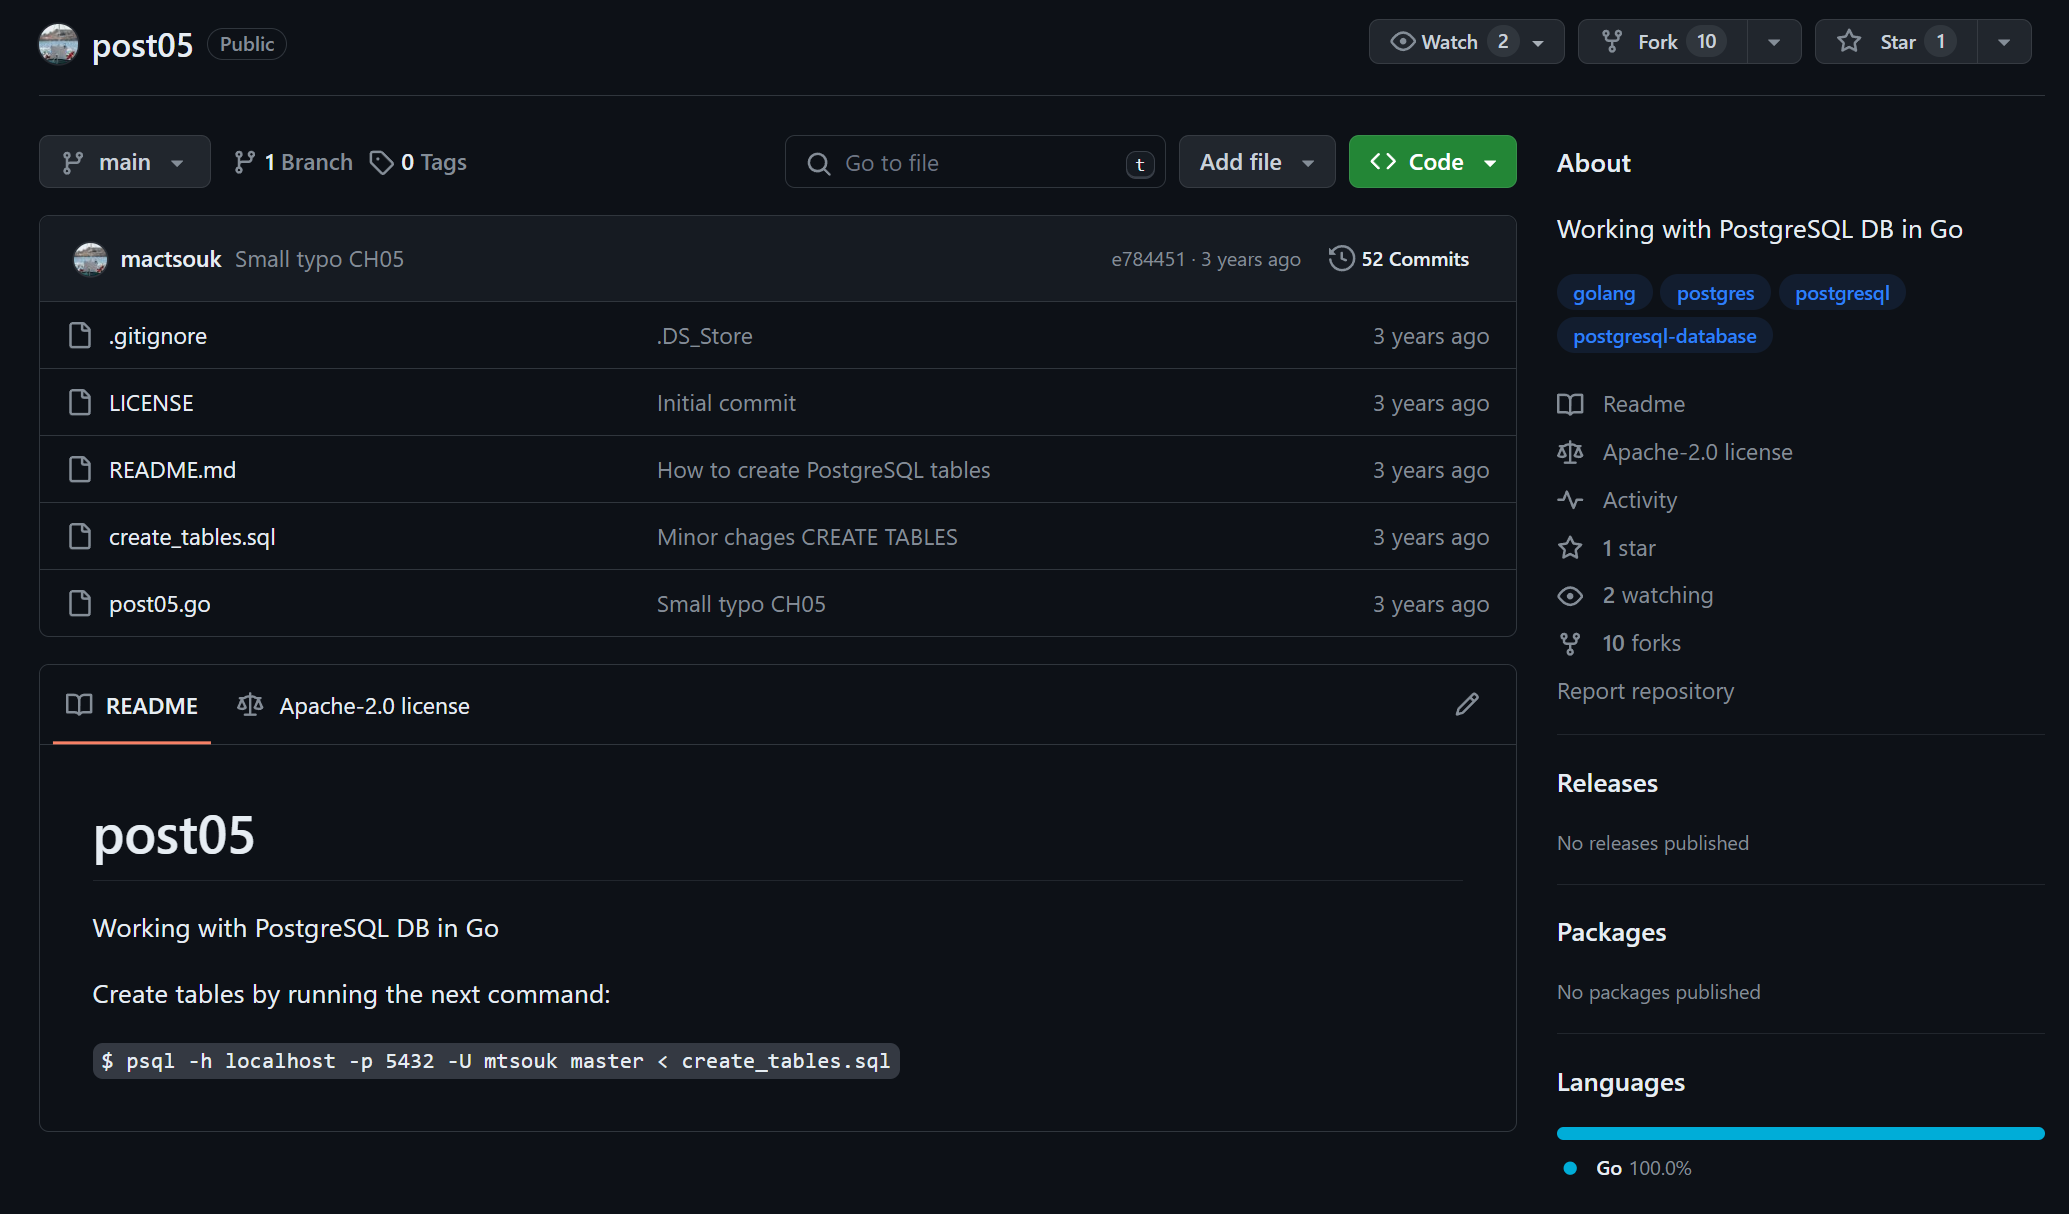 post05 Public Watch 2 Fork 10 Star 1
main 1 Branch 0 Tags Go to file t Add file Code
mactsouk Small typo CH05 e784451 · 3 years ago 52 Commits
.gitignore .DS_Store 3 years ago
LICENSE Initial commit 3 years ago
README.md How to create PostgreSQL tables 3 years ago
create_tables.sql Minor chages CREATE TABLES 3 years ago
post05.go Small typo CH05 3 years ago
README Apache-2.0 license
post05
Working with PostgreSQL DB in Go
Create tables by running the next command:
$ psql -h localhost -p 5432 -U mtsouk master < create_tables.sql
About
Working with PostgreSQL DB in Go
golang postgres postgresql
postgresql-database
Readme
Apache-2.0 license
Activity
1 star
2 watching
10 forks
Report repository
Releases
No releases published
Packages
No packages published
Languages
Go 100.0%